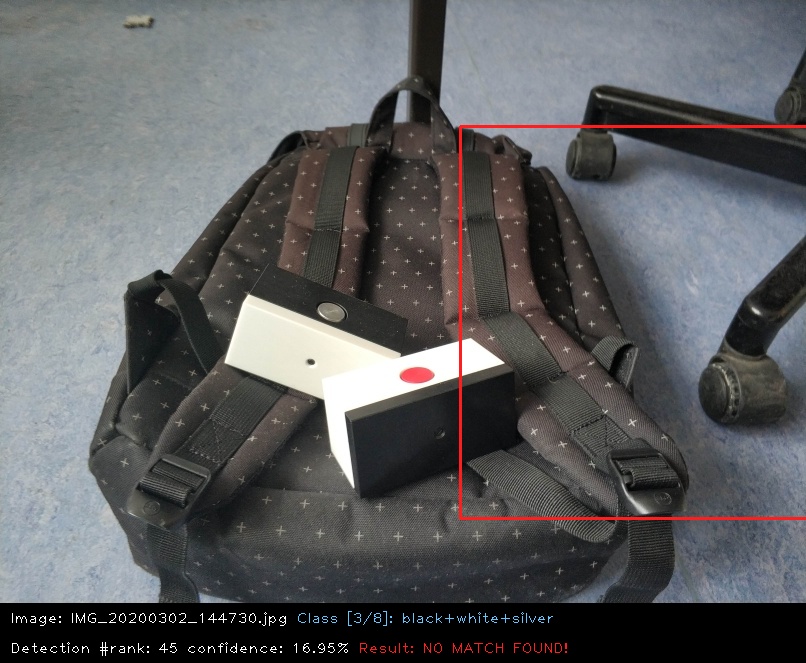 Image: IMG_20200302_144730.jpg Class [3/8]: black+white+silver
Detection #rank: 45 confidence: 16.95% Result: NO MATCH FOUND!